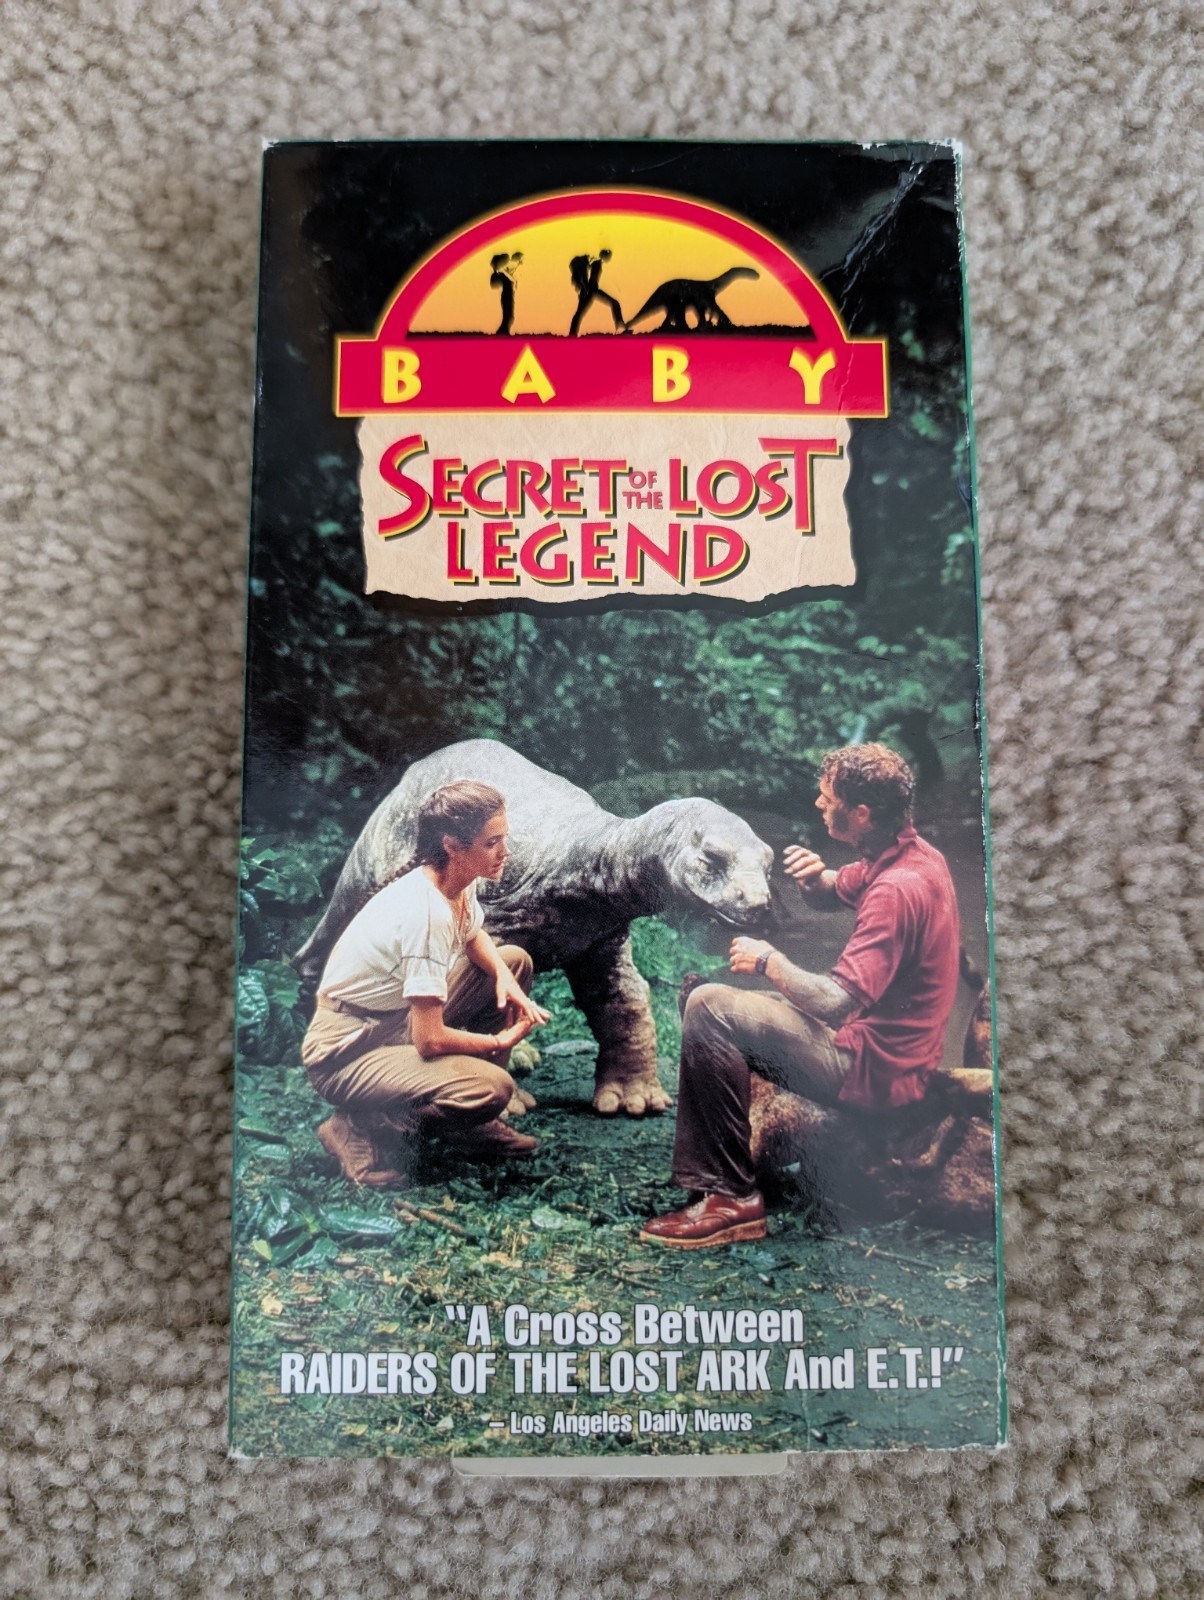 BABY
SECRET OF THE LOST
LEGEND
"A Cross Between
RAIDERS OF THE LOST ARK And E.T.!"
– Los Angeles Daily News